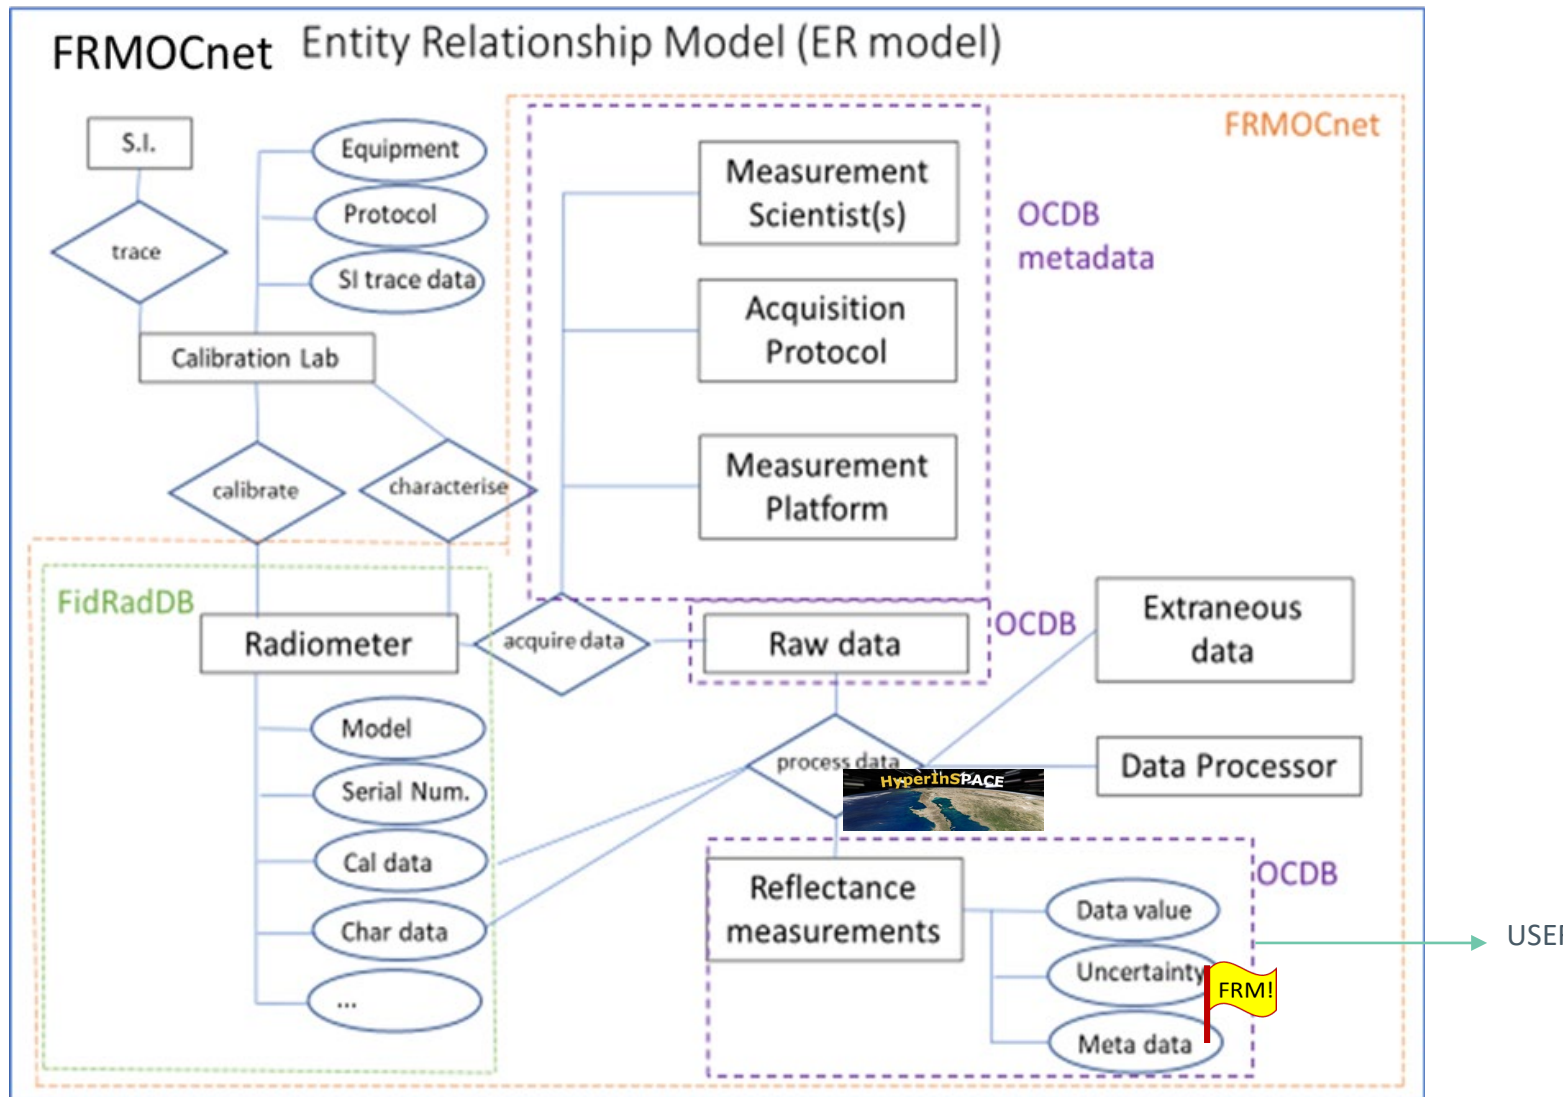 FRMOCnet Entity Relationship Model (ER model)
FRMOCnet
S.I.
trace
Equipment
Protocol
SI trace data
Calibration Lab
calibrate
characterise
Measurement
Scientist(s)
Acquisition
Protocol
Measurement
Platform
OCDB
metadata
FidRadDB
Radiometer
acquire data
Raw data
OCDB
Extraneous
data
Model
Serial Num.
Cal data
Char data
...
process data
HyperInSPACE
Data Processor
Reflectance
measurements
OCDB
Data value
Uncertainty
FRM!
Meta data